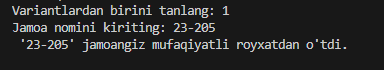 Variantlardan birini tanlang: 1
Jamoa nomini kiriting: 23-205
'23-205' jamoangiz mufaqiyatli royxatdan o'tdi.